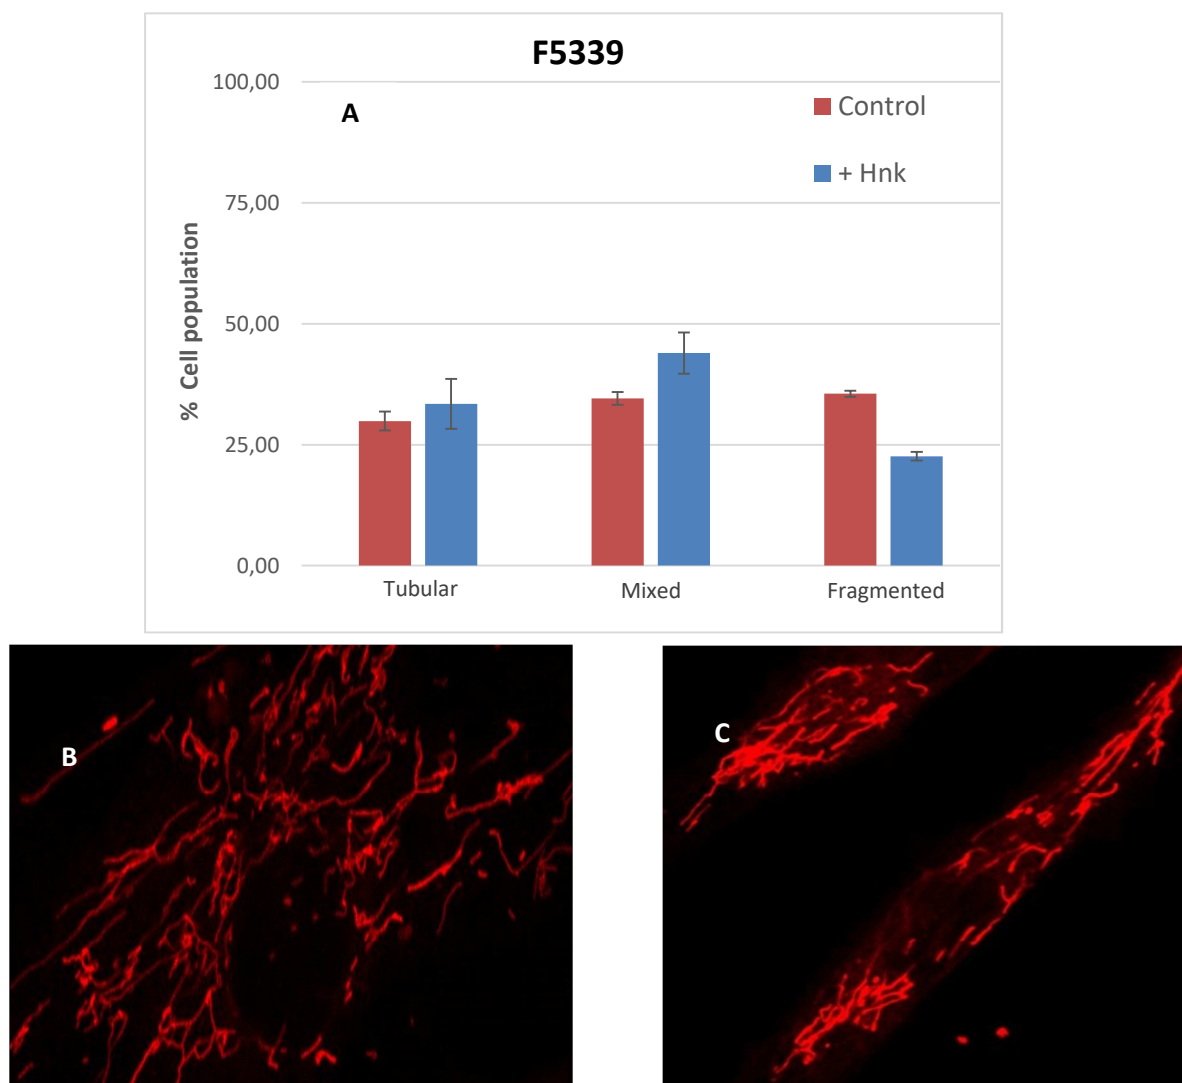 F5339
100,00
A
Control
+ Hnk
75,00
50,00
25,00
0,00
% Cell population
Tubular
Mixed
Fragmented
B
C